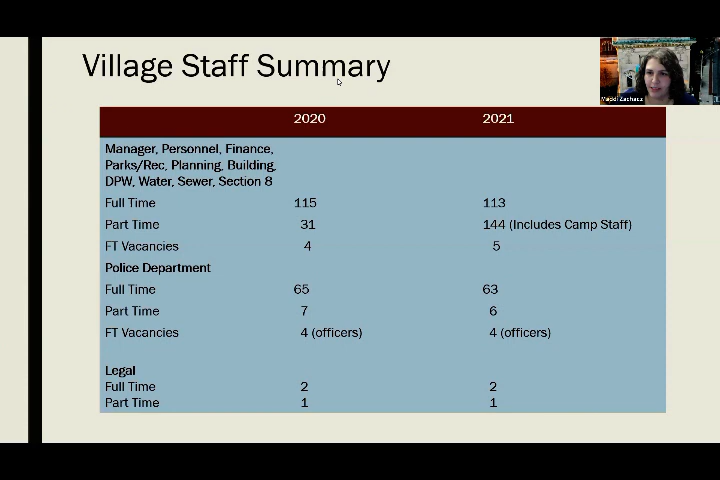 Village Staff Summary
Maddi Zachacz
2020 2021
Manager, Personnel, Finance,
Parks/Rec, Planning, Building,
DPW, Water, Sewer, Section 8
Full Time 115 113
Part Time 31 144 (Includes Camp Staff)
FT Vacancies 4 5
Police Department
Full Time 65 63
Part Time 7 6
FT Vacancies 4 (officers) 4 (officers)
Legal
Full Time 2 2
Part Time 1 1